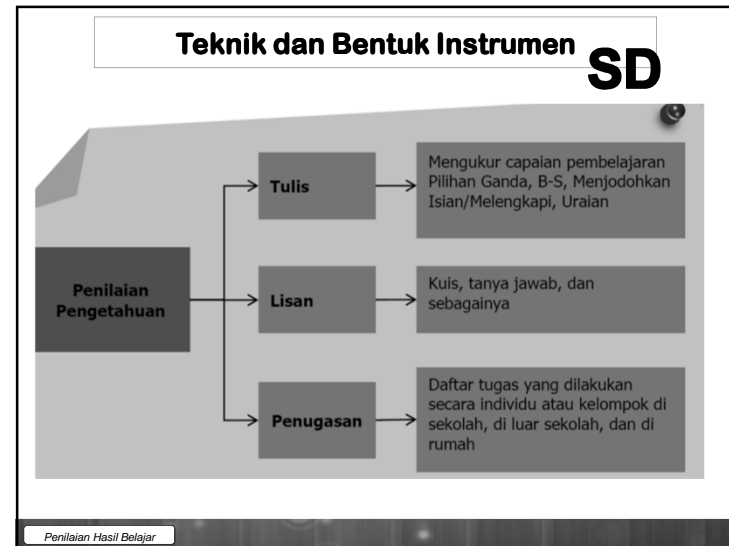 Teknik dan Bentuk Instrumen
SD
Penilaian
Pengetahuan
Tulis
Mengukur capaian pembelajaran
Pilihan Ganda, B-S, Menjodohkan
Isian/Melengkapi, Uraian
Lisan
Kuis, tanya jawab, dan
sebagainya
Penugasan
Daftar tugas yang dilakukan
secara individu atau kelompok di
sekolah, di luar sekolah, dan di
rumah
Penilaian Hasil Belajar